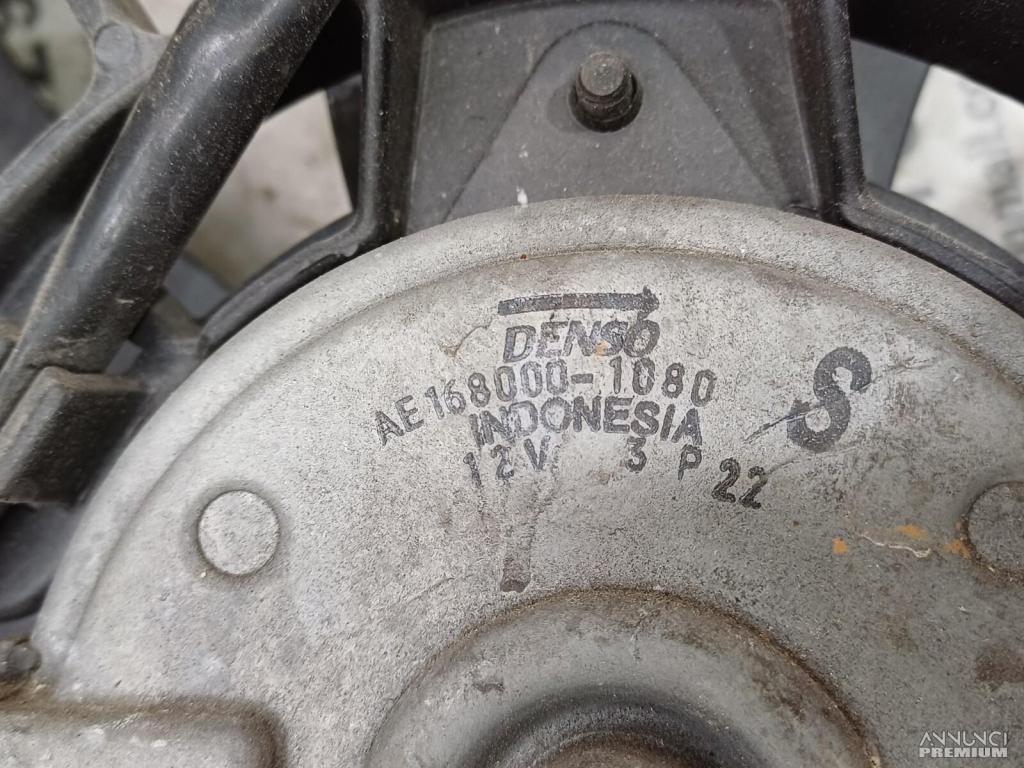 DENSO
AE168000-1080
INDONESIA
12V 3 P 22
S
ANNUNCI
PREMIUM